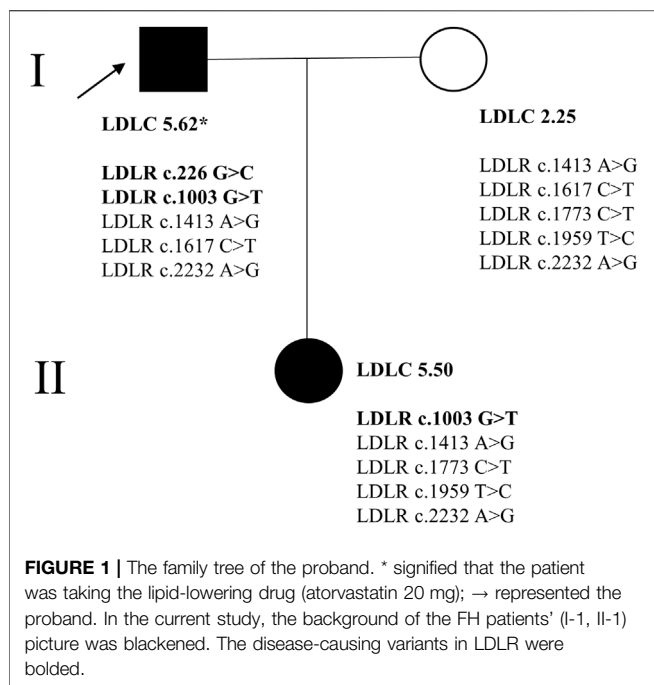 I
LDLC 5.62*
LDLR c.226 G>C
LDLR c.1003 G>T
LDLR c.1413 A>G
LDLR c.1617 C>T
LDLR c.2232 A>G
LDLC 2.25
LDLR c.1413 A>G
LDLR c.1617 C>T
LDLR c.1773 C>T
LDLR c.1959 T>C
LDLR c.2232 A>G
II
LDLC 5.50
LDLR c.1003 G>T
LDLR c.1413 A>G
LDLR c.1773 C>T
LDLR c.1959 T>C
LDLR c.2232 A>G
FIGURE 1 | The family tree of the proband. * signified that the patient
was taking the lipid-lowering drug (atorvastatin 20 mg); → represented the
proband. In the current study, the background of the FH patients’ (I-1, II-1)
picture was blackened. The disease-causing variants in LDLR were
bolded.